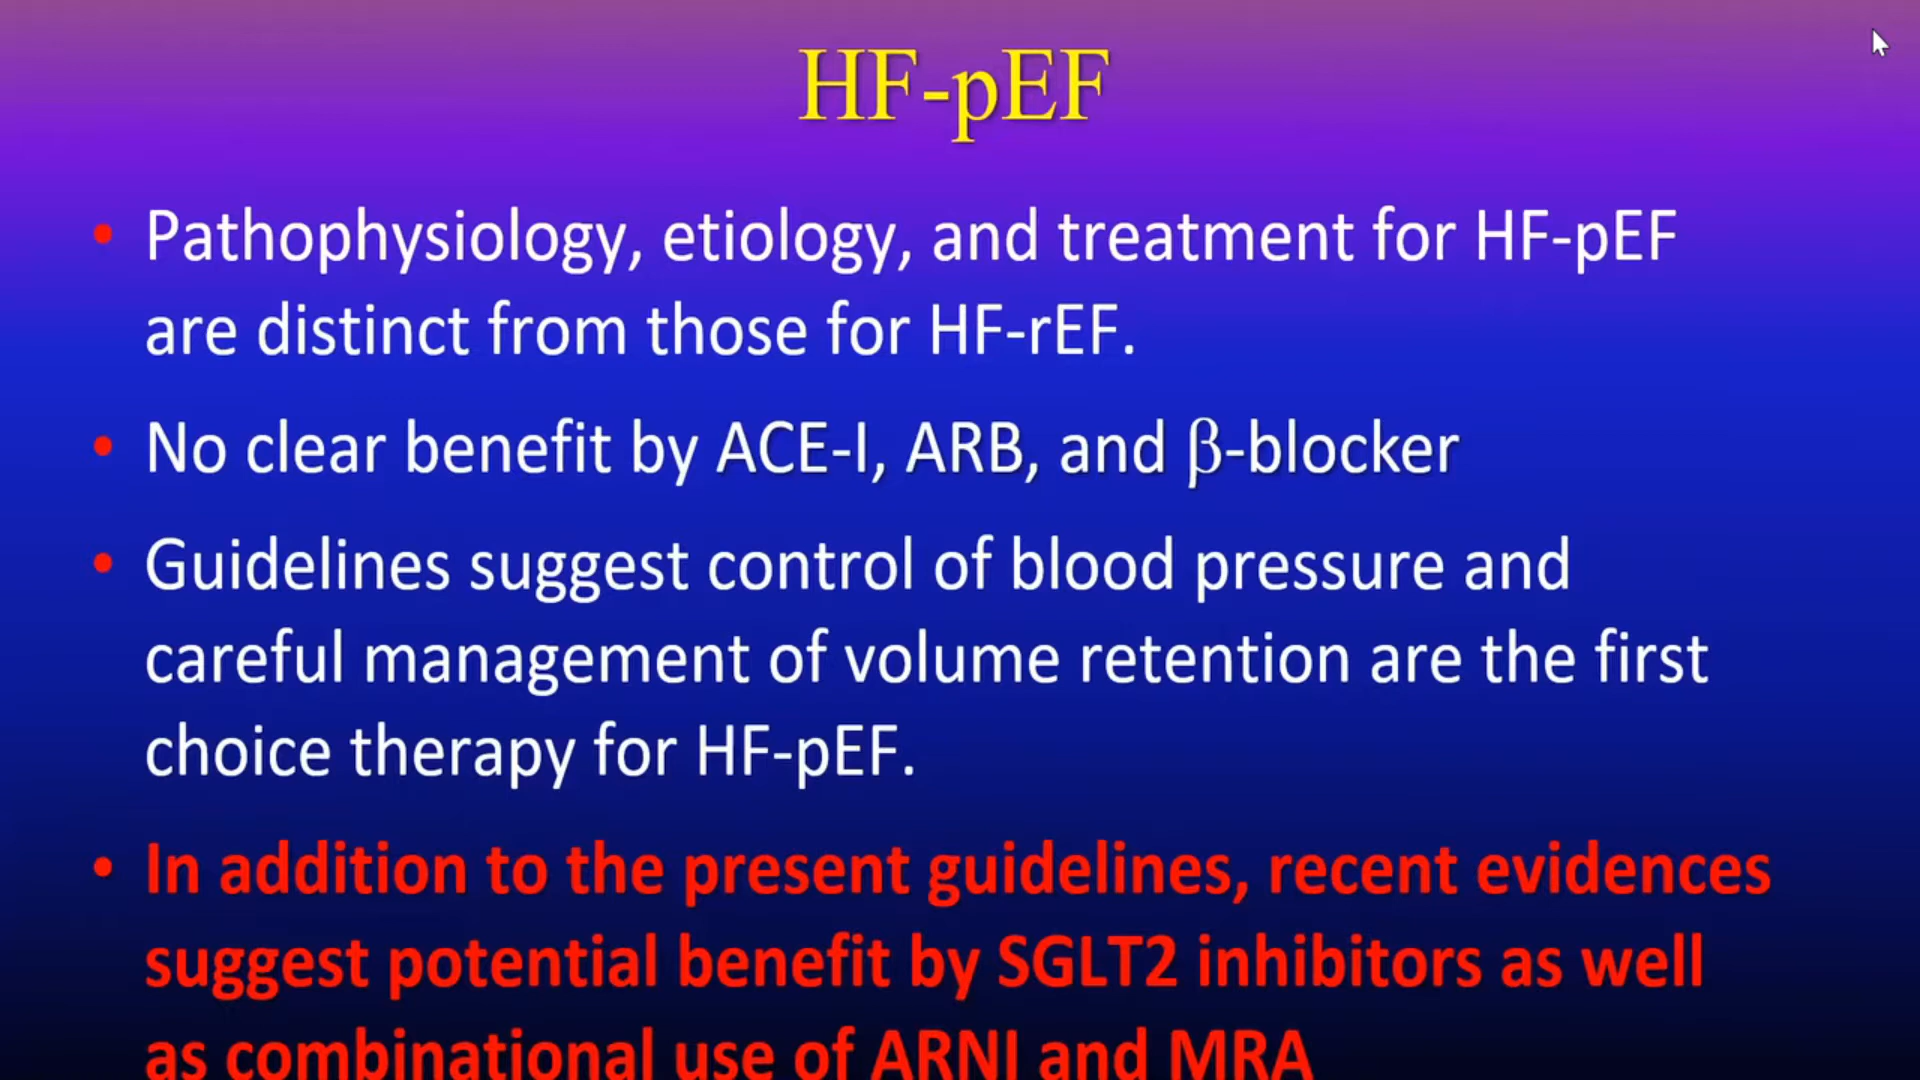 HF-pEF
• Pathophysiology, etiology, and treatment for HF-pEF
are distinct from those for HF-rEF.
• No clear benefit by ACE-I, ARB, and β-blocker
• Guidelines suggest control of blood pressure and
careful management of volume retention are the first
choice therapy for HF-pEF.
• In addition to the present guidelines, recent evidences
suggest potential benefit by SGLT2 inhibitors as well
as combinational use of ARNI and MRA